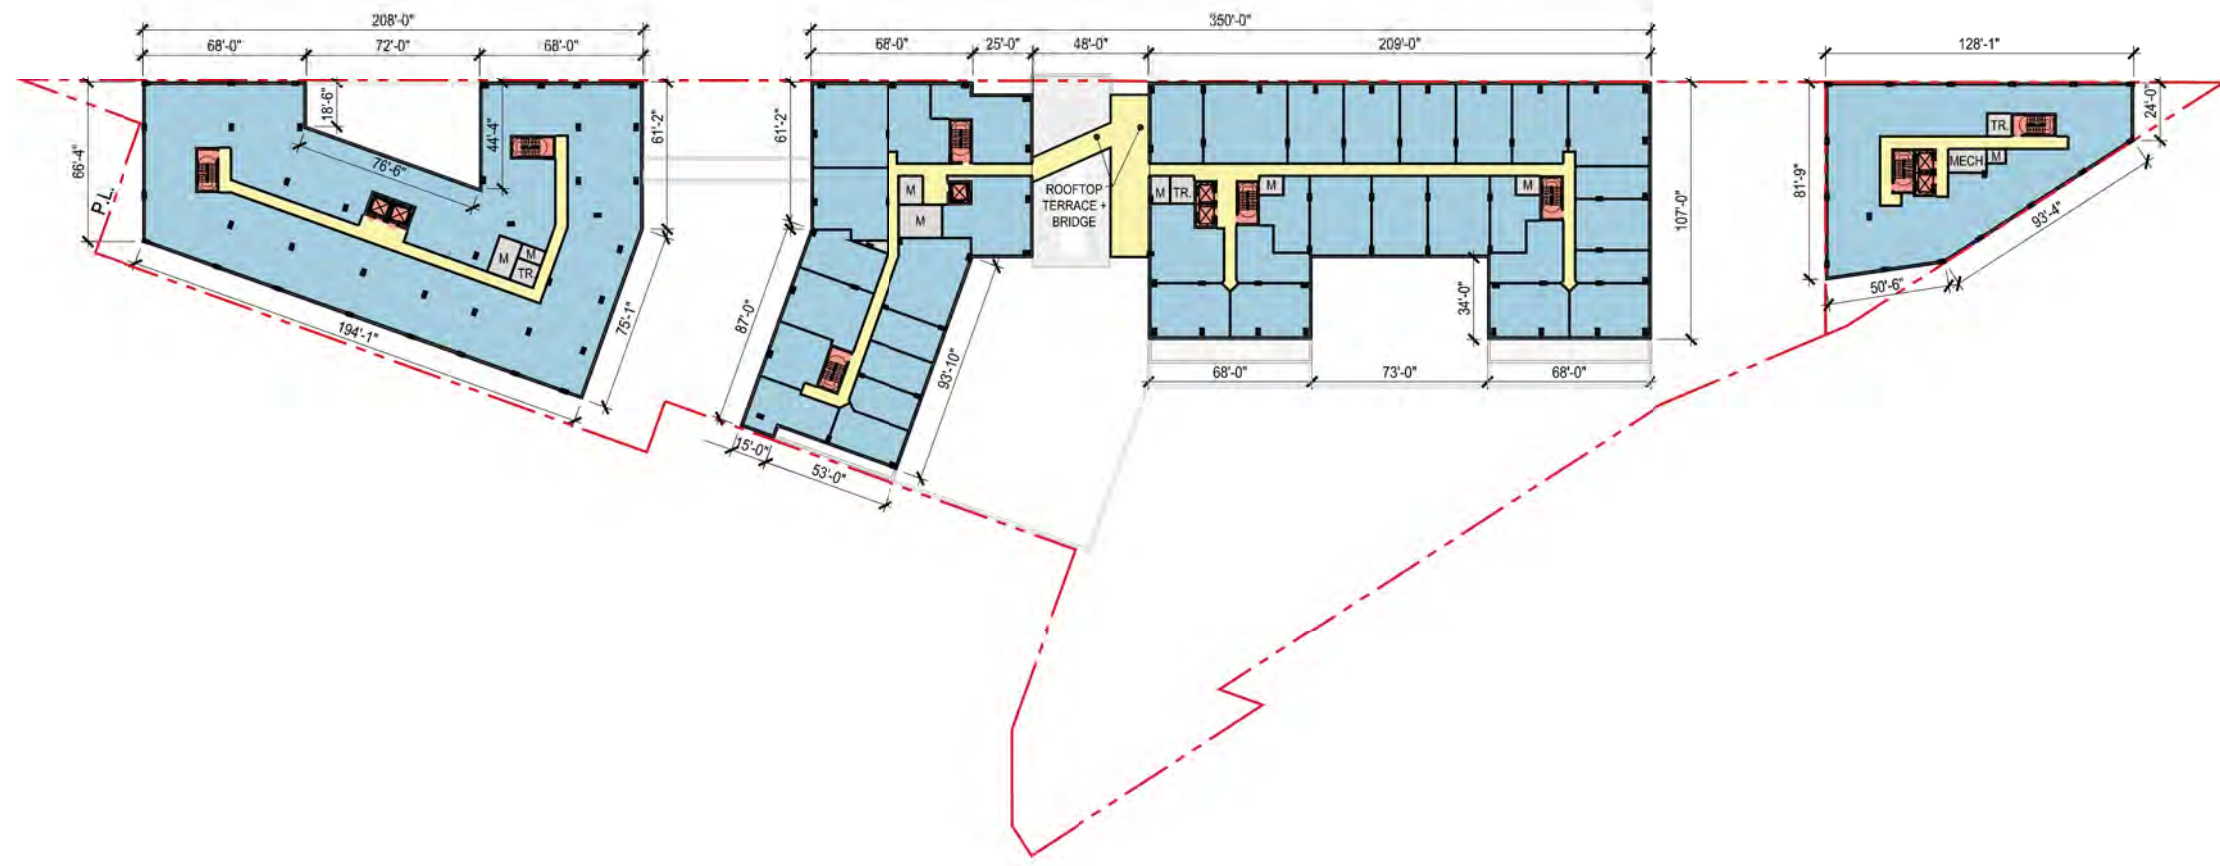 208'-0"
350'-0"
68'-0"
72'-0"
68'-0"
68'-0"
25'-0"
48'-0"
209'-0"
128'-1"
66'-4"
18'-6"
44'-4"
61'-2"
61'-2"
24'-0"
81'-9"
107'-0"
P.L.
76'-6"
TR.
MECH
M
M
M
ROOFTOP
TERRACE +
BRIDGE
M
TR.
M
M
M
M
TR.
93'-4"
50'-6"
194'-1"
75'-1"
87'-0"
93'-10"
34'-0"
68'-0"
73'-0"
68'-0"
15'-0"
53'-0"